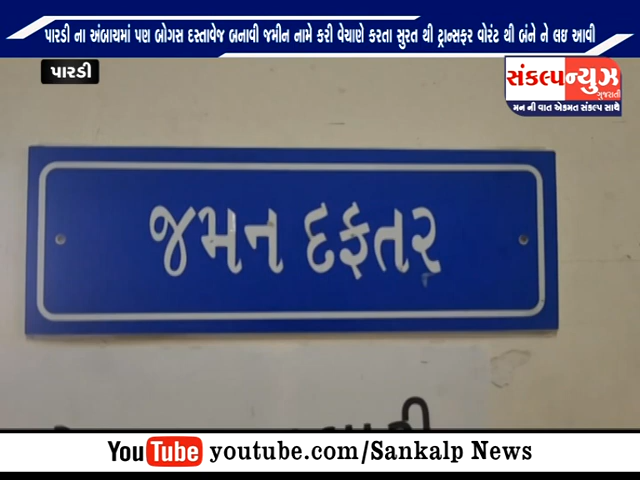 પારડી ના અંબાચમાં પણ બોગસ દસ્તાવેજ બનાવી જમીન નામે કરી વેચાણે કરતા સુરત થી ટ્રાન્સફર વોરંટ થી બંને ને લઇ આવી
પારડી
સંકલ્પન્યુઝ
ગુજરાતી
મન ની વાત એકમત સંકલ્પ સાથે
જમન દફતર
YouTube youtube.com/Sankalp News